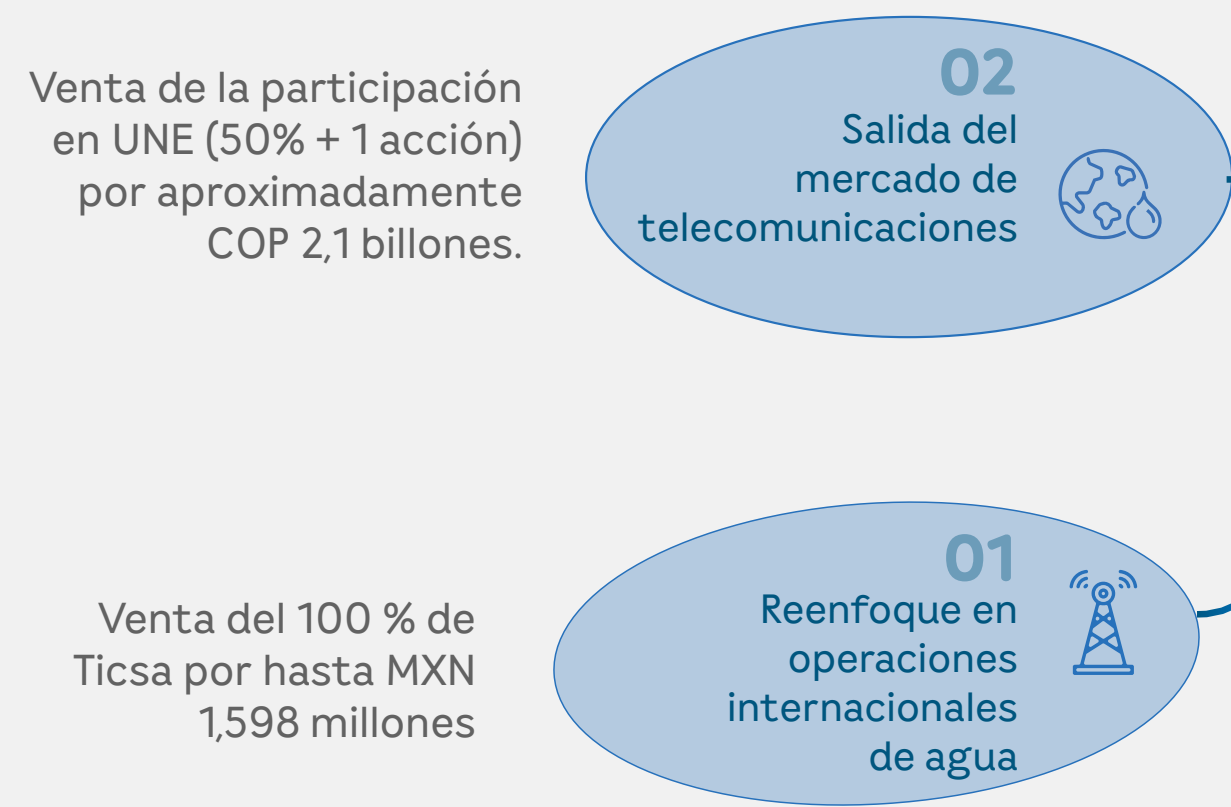 Venta de la participación
en UNE (50% + 1 acción)
por aproximadamente
COP 2,1 billones.
02
Salida del
mercado de
telecomunicaciones
Venta del 100 % de
Ticsa por hasta MXN
1,598 millones
01
Reenfoque en
operaciones
internacionales
de agua